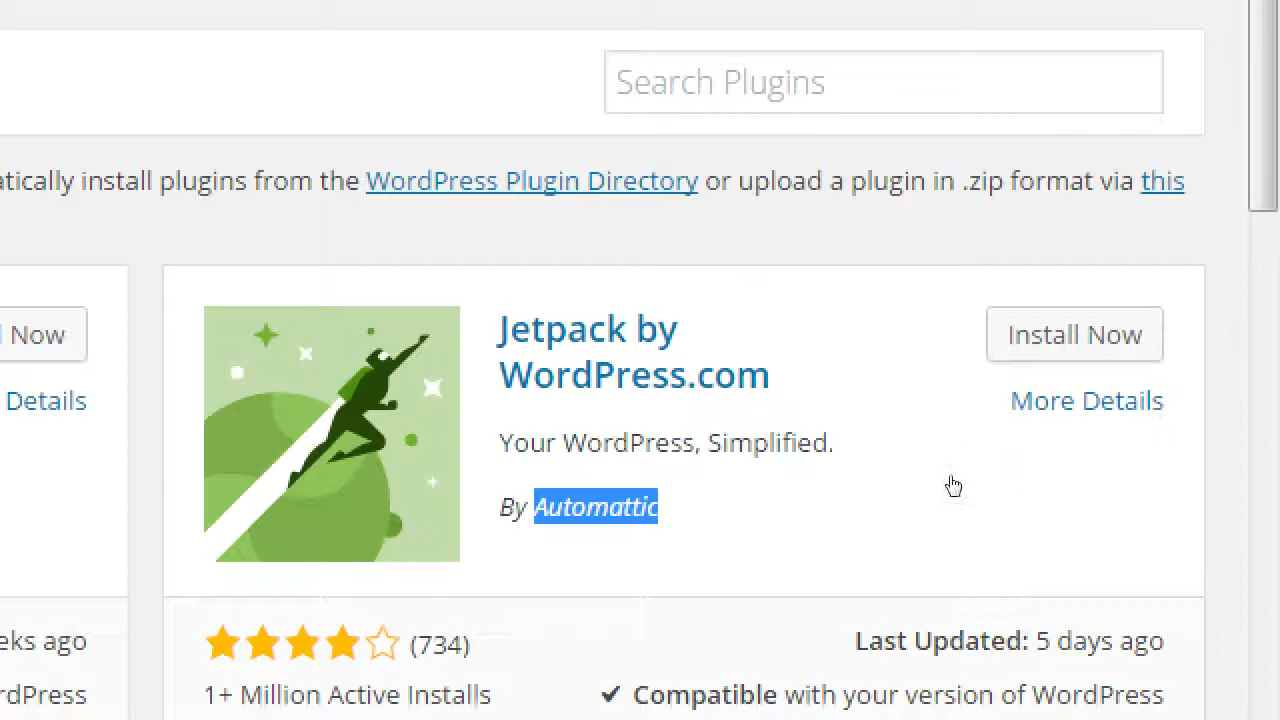 Search Plugins
atically install plugins from the WordPress Plugin Directory or upload a plugin in .zip format via this
Now
Details
Jetpack by
WordPress.com
Install Now
More Details
Your WordPress, Simplified.
By Automattic
eks ago
rdPress
(734)
Last Updated: 5 days ago
1+ Million Active Installs
Compatible with your version of WordPress